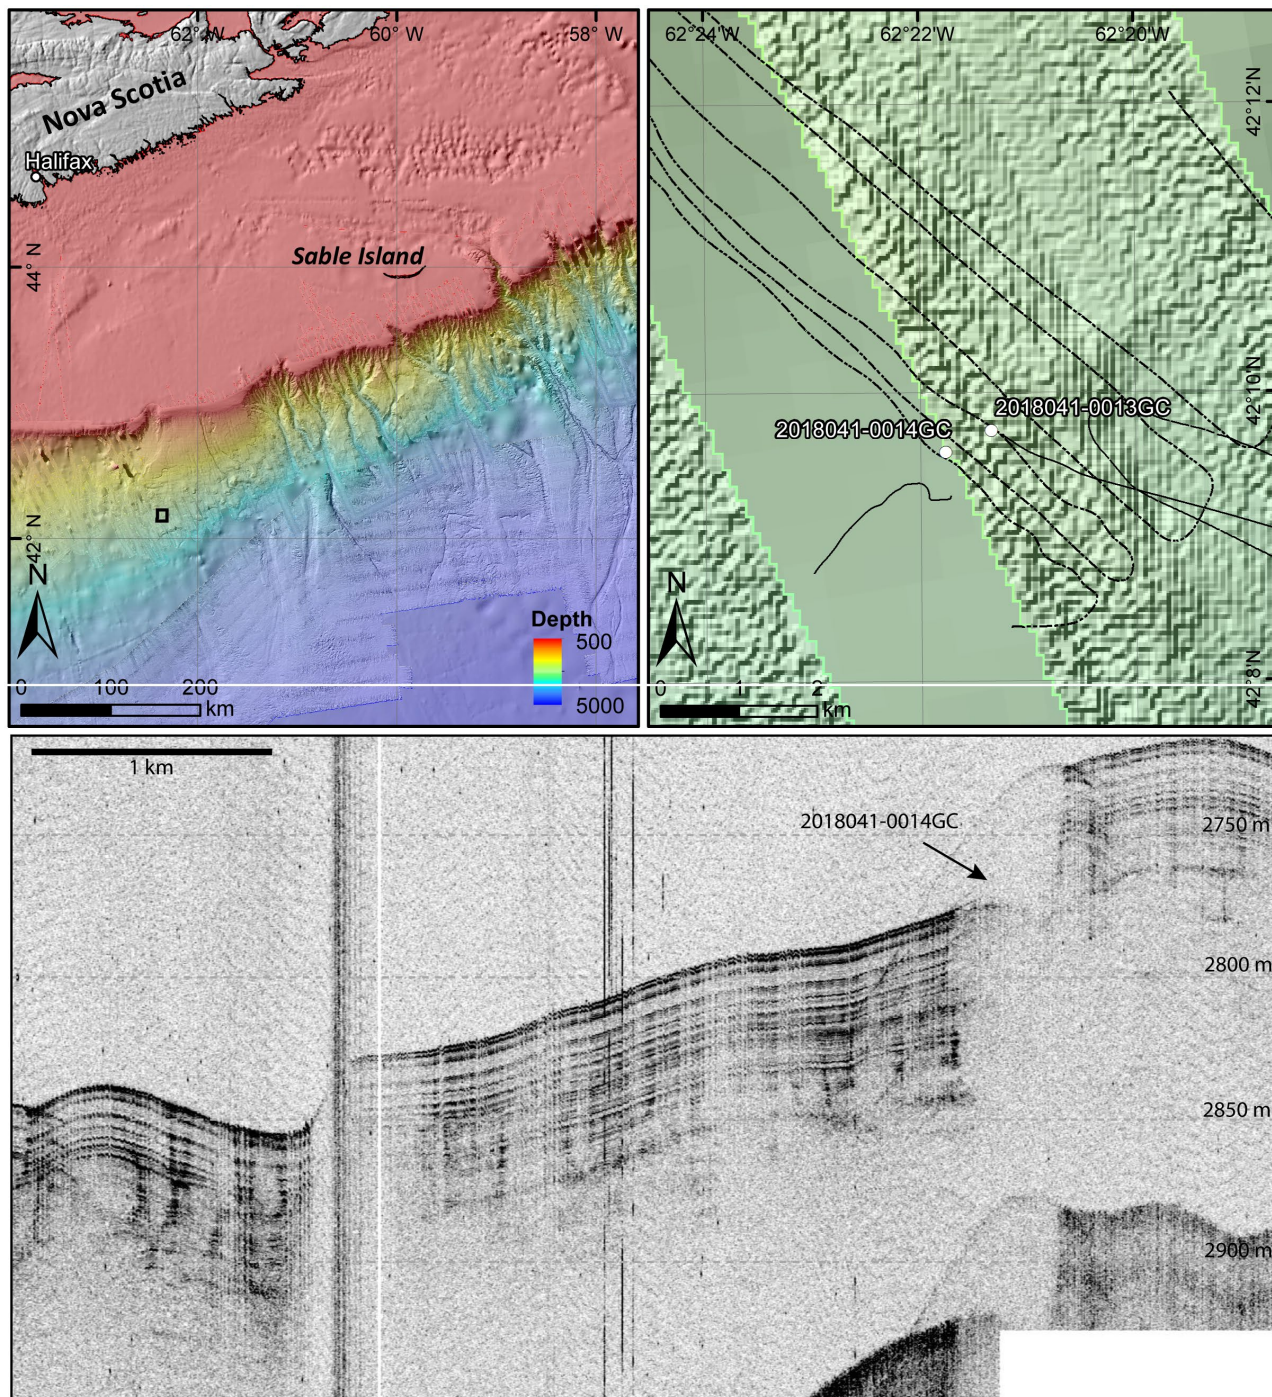 62° W
60° W
58° W
Nova Scotia
Halifax
Sable Island
44° N
42° N
N
Depth
500
5000
0 100 200
km
62°24'W
62°22'W
62°20'W
42°12'N
42°10'N
42°8'N
2018041-0013GC
2018041-0014GC
N
0 1 2
km
1 km
2018041-0014GC
2750 m
2800 m
2850 m
2900 m